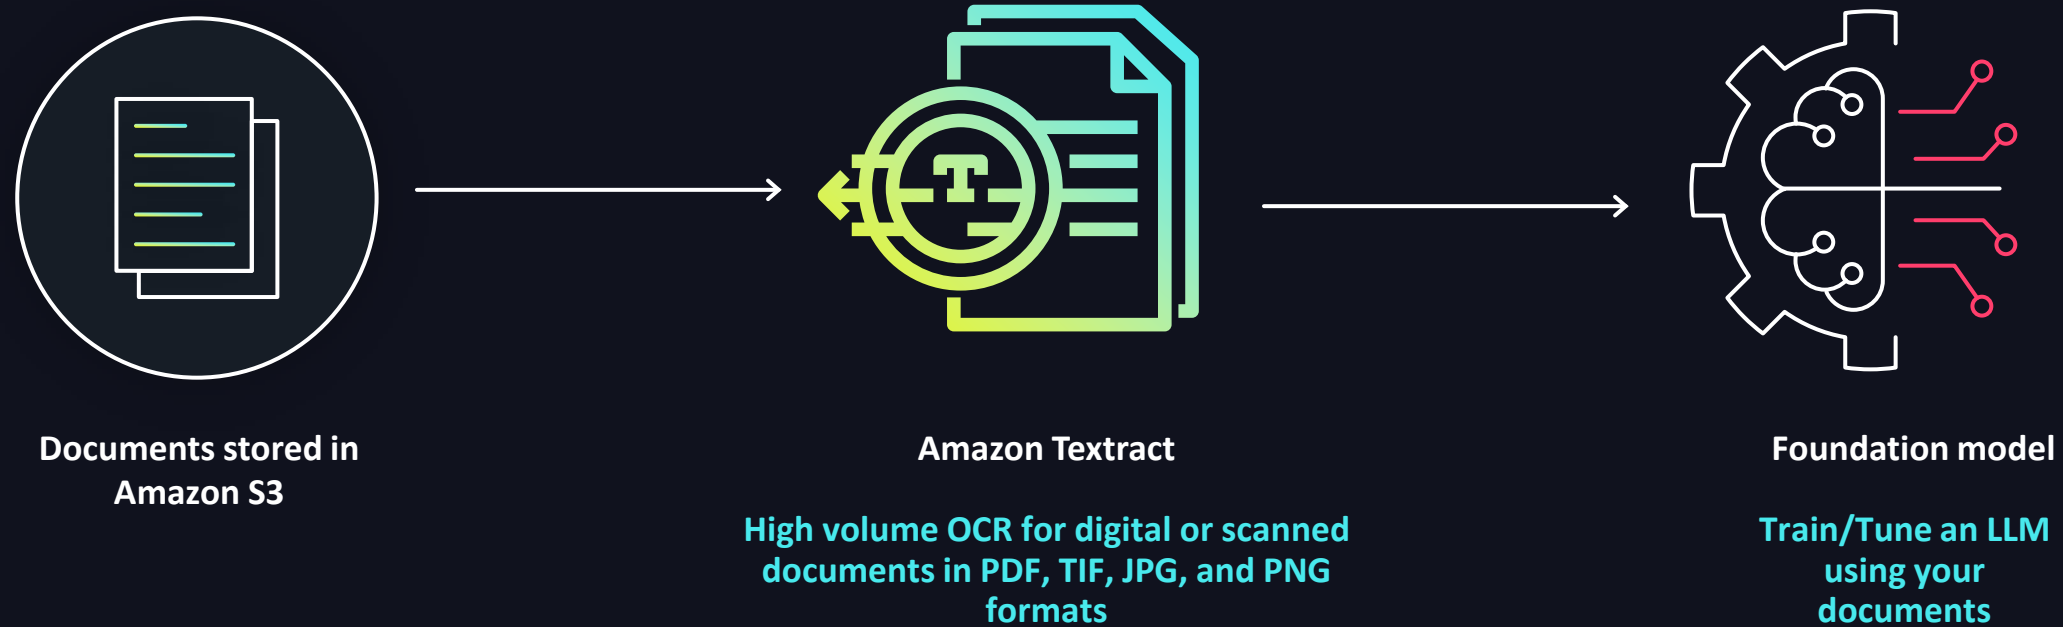 Documents stored in
Amazon S3
Amazon Textract
High volume OCR for digital or scanned
documents in PDF, TIF, JPG, and PNG
formats
Foundation model
Train/Tune an LLM
using your
documents